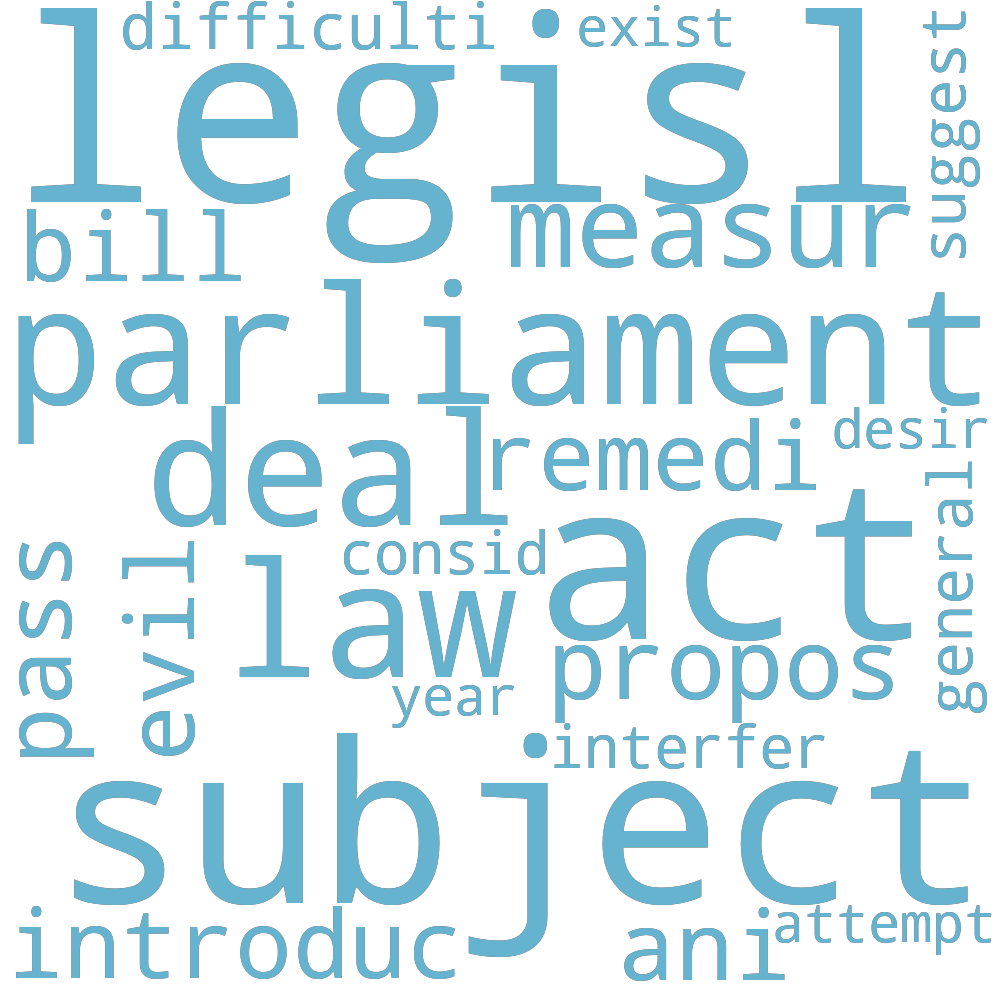 difficulti
exist
legisl
suggest
bill
measur
parliament
deal
remedi
desir
general
act
consid
law
pass
evil
propos
year
interfer
subject
introduc
ani
attempt